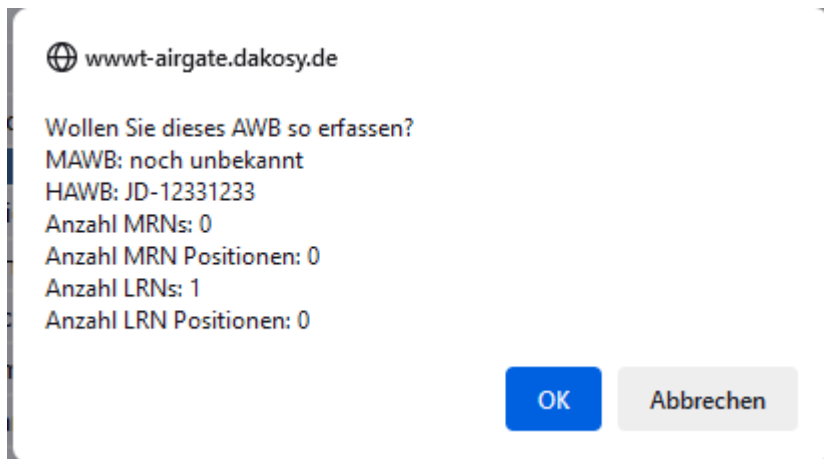 wwwt-airgate.dakosy.de
Wollen Sie dieses AWB so erfassen?
MAWB: noch unbekannt
HAWB: JD-12331233
Anzahl MRNs: 0
Anzahl MRN Positionen: 0
Anzahl LRNs: 1
Anzahl LRN Positionen: 0
OK Abbrechen